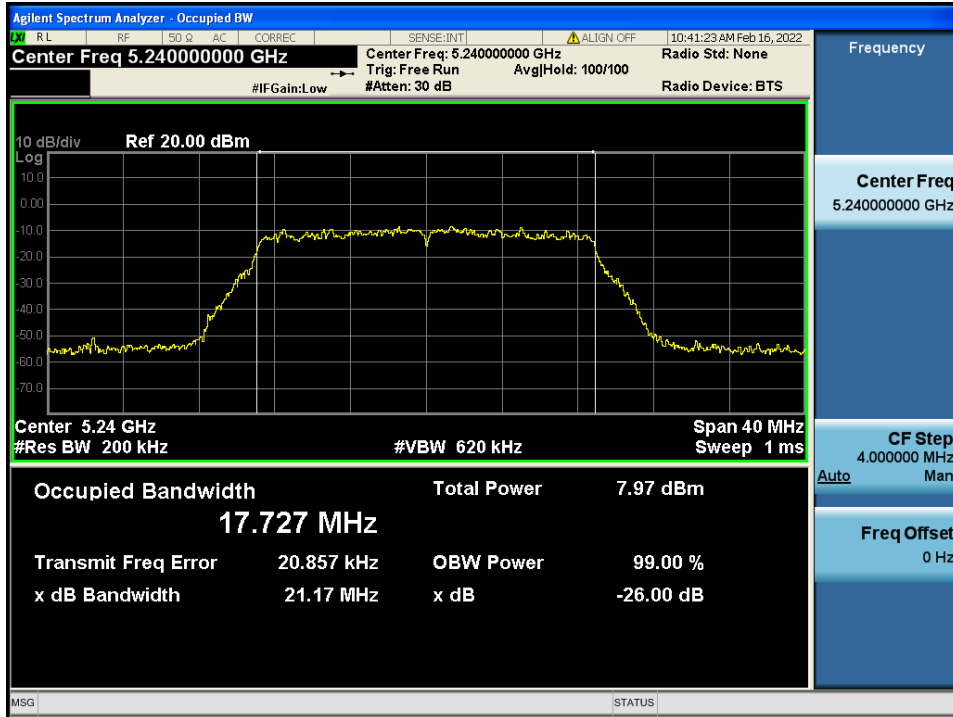 Agilent Spectrum Analyzer - Occupied BW
LXI RL RF 50 Ω AC CORREC SENSE:INT ALIGN OFF 10:41:23 AM Feb 16, 2022
Center Freq 5.240000000 GHz
Center Freq: 5.240000000 GHz
Radio Std: None
Trig: Free Run Avg|Hold: 100/100
#IFGain:Low
#Atten: 30 dB
Radio Device: BTS
10 dB/div Ref 20.00 dBm
Log
10.0
0.00
-10.0
-20.0
-30.0
-40.0
-50.0
-60.0
-70.0
Center 5.24 GHz Span 40 MHz
#Res BW 200 kHz #VBW 620 kHz Sweep 1 ms
Occupied Bandwidth Total Power 7.97 dBm
17.727 MHz
Transmit Freq Error 20.857 kHz OBW Power 99.00 %
x dB Bandwidth 21.17 MHz x dB -26.00 dB
MSG STATUS
Frequency
Center Freq
5.240000000 GHz
CF Step
4.000000 MHz
Auto Man
Freq Offset
0 Hz